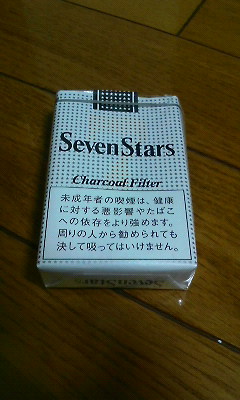 SevenStars
Charcoal Filter
未成年者の喫煙は、健康
に対する悪影響やたばこ
への依存をより強めます。
周りの人から勧められても
決して吸ってはいけません。
SevenStars